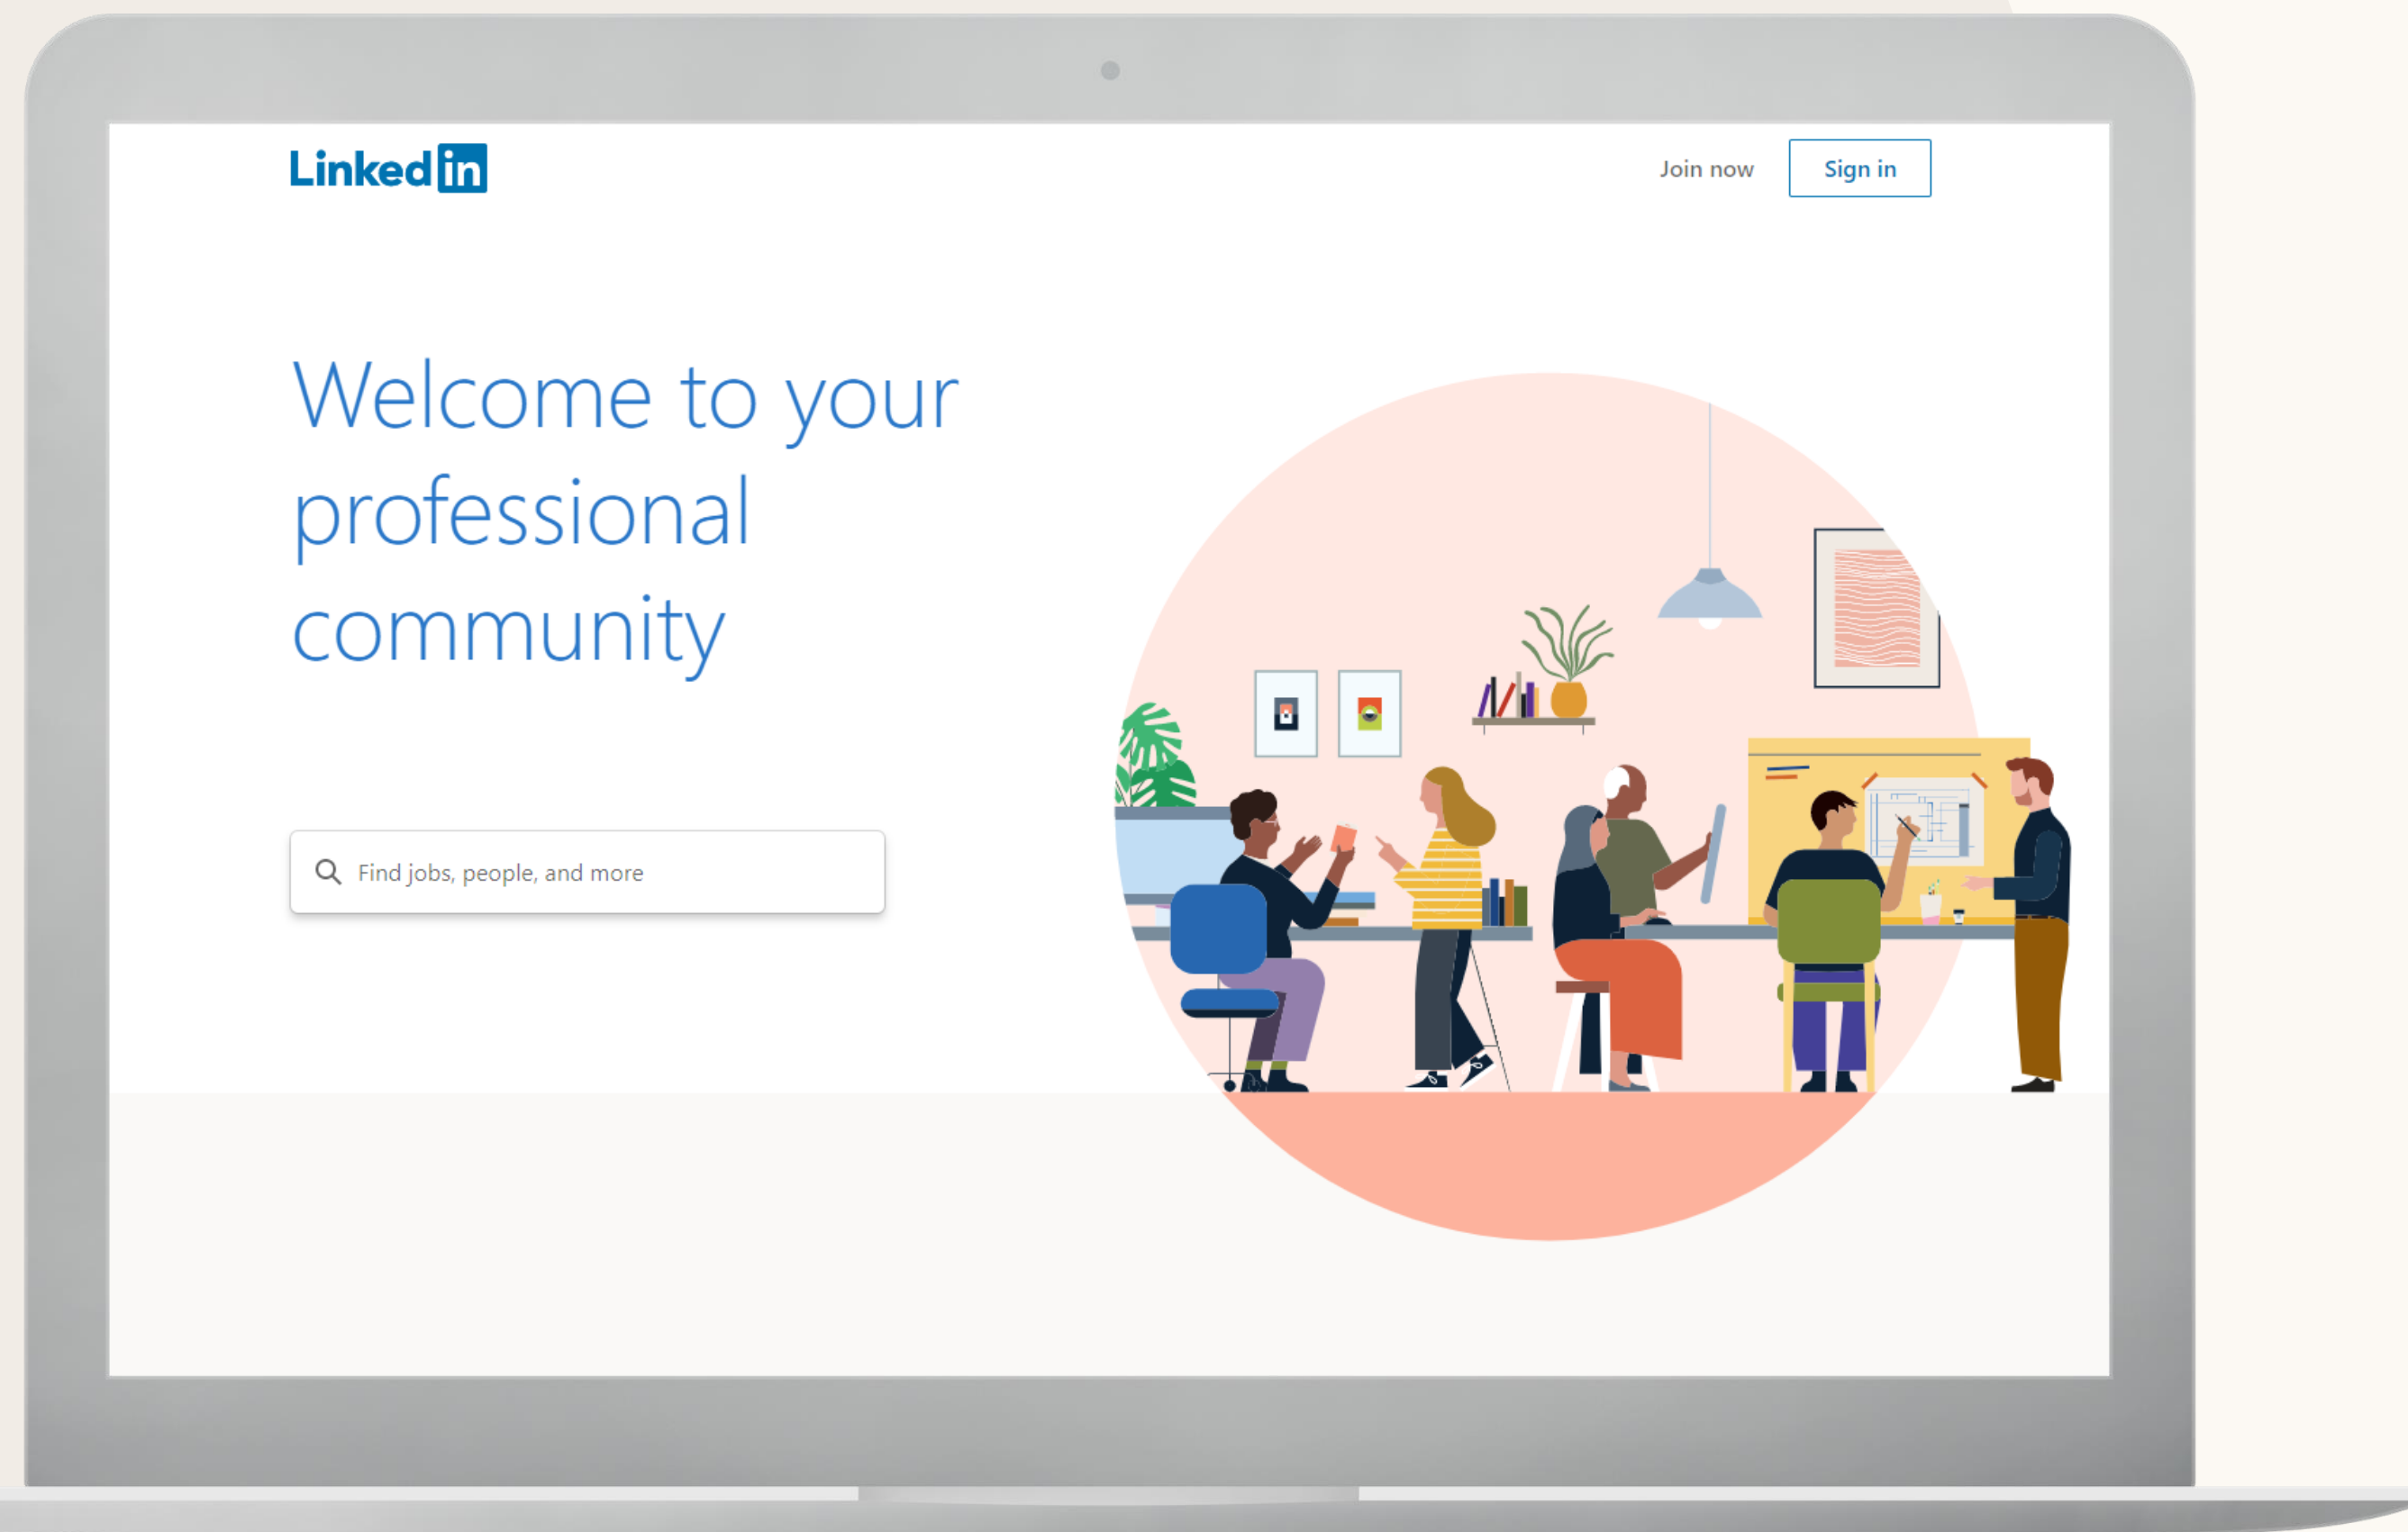 Linkedin
Join now
Sign in
Welcome to your
professional
community
Find jobs, people, and more